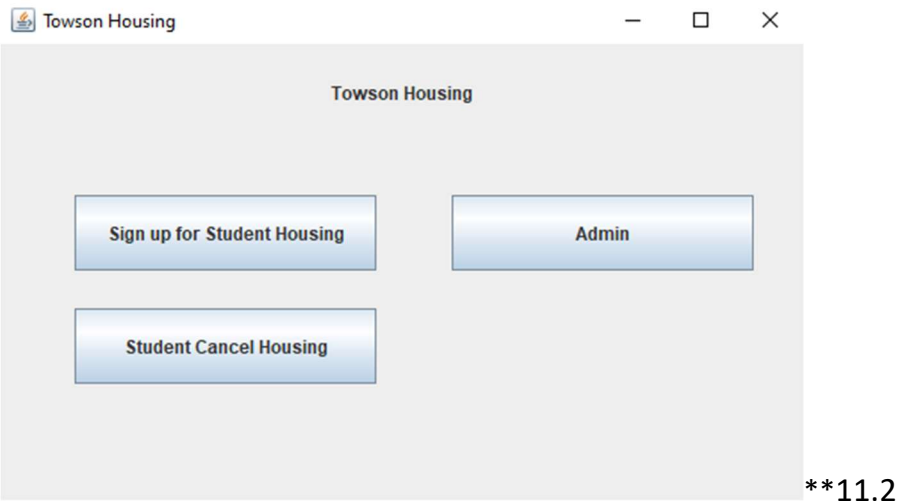 Towson Housing
Towson Housing
Sign up for Student Housing
Admin
Student Cancel Housing
**11.2